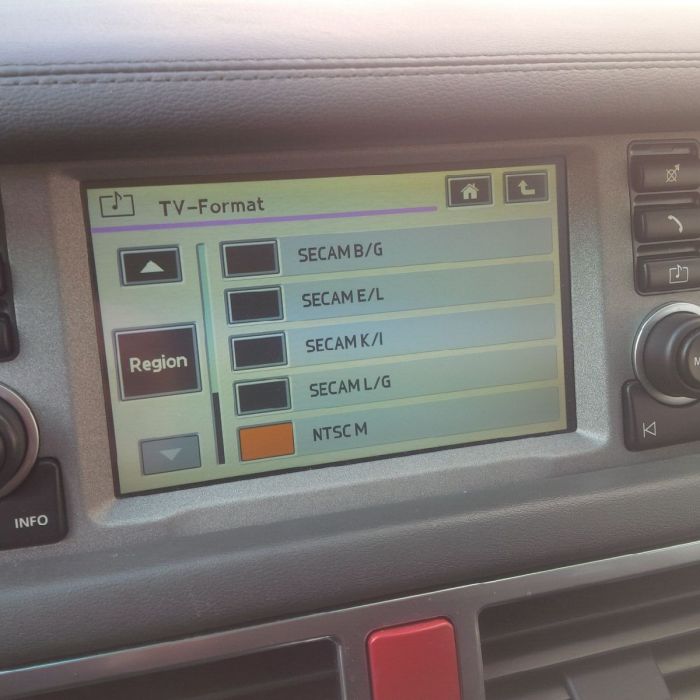 TV-Format
SECAM B/G
SECAM E/L
Region
SECAM K/I
SECAM L/G
NTSC M
INFO